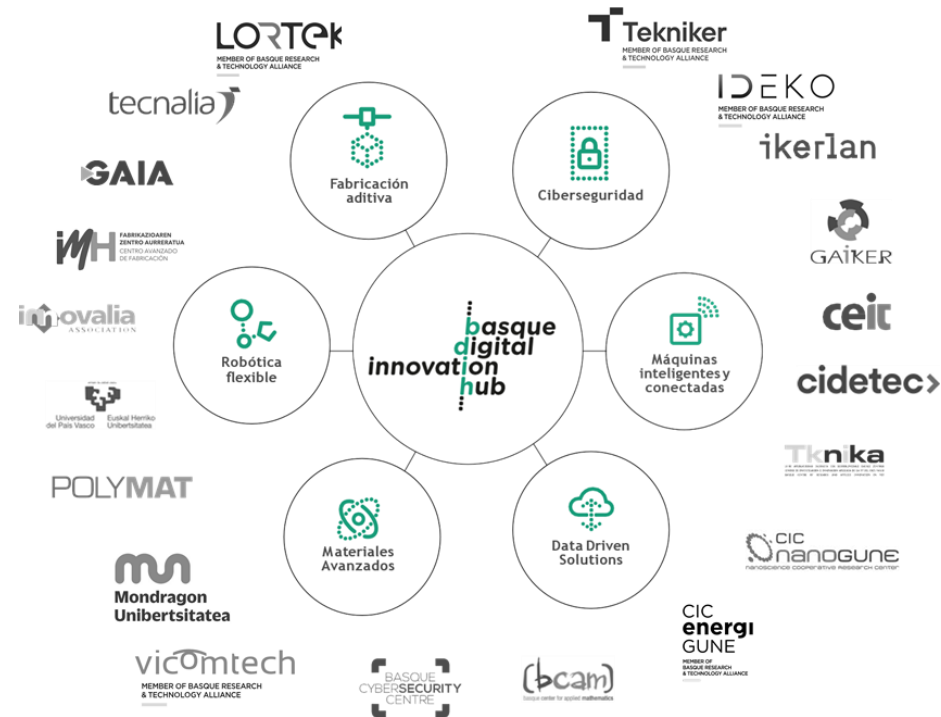 LORTEK
MEMBER OF BASQUE RESEARCH
& TECHNOLOGY ALLIANCE
Tekniker
MEMBER OF BASQUE RESEARCH
& TECHNOLOGY ALLIANCE
tecnalia
IDEKO
MEMBER OF BASQUE RESEARCH
& TECHNOLOGY ALLIANCE
ikerlan
GAIA
Fabricación
aditiva
Ciberseguridad
iMH
FABRIKAZIOAREN
ZENTRO AURRERATUA
CENTRO AVANZADO
DE FABRICACIÓN
GAIKER
innovalia
ASSOCIATION
ceit
Robótica
flexible
basque
digital
innovation
hub
Máquinas
inteligentes y
conectadas
cidetec
Universidad
del País Vasco
Euskal Herriko
Unibertsitatea
Tknika
POLYMAT
Materiales
Avanzados
Data Driven
Solutions
CIC
nanoGUNE
nanoscience cooperative research center
Mondragon
Unibertsitatea
CIC
energi
GUNE
MEMBER OF
BASQUE RESEARCH
& TECHNOLOGY ALLIANCE
vicomtech
MEMBER OF BASQUE RESEARCH
& TECHNOLOGY ALLIANCE
BASQUE
CYBERSECURITY
CENTRE
(bcam)
basque center for applied mathematics